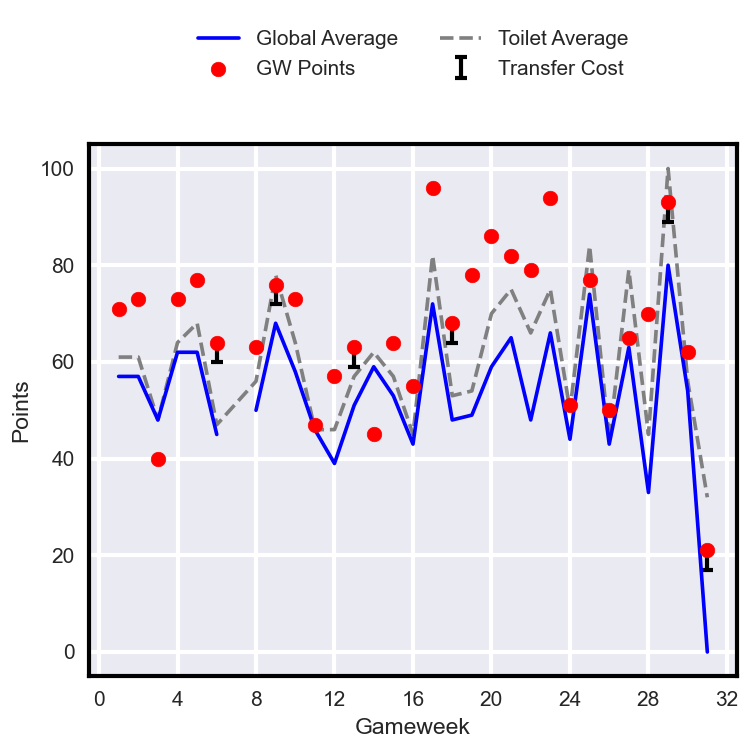 Global Average
Toilet Average
GW Points
Transfer Cost
100
80
60
40
20
0
Points
0 4 8 12 16 20 24 28 32
Gameweek